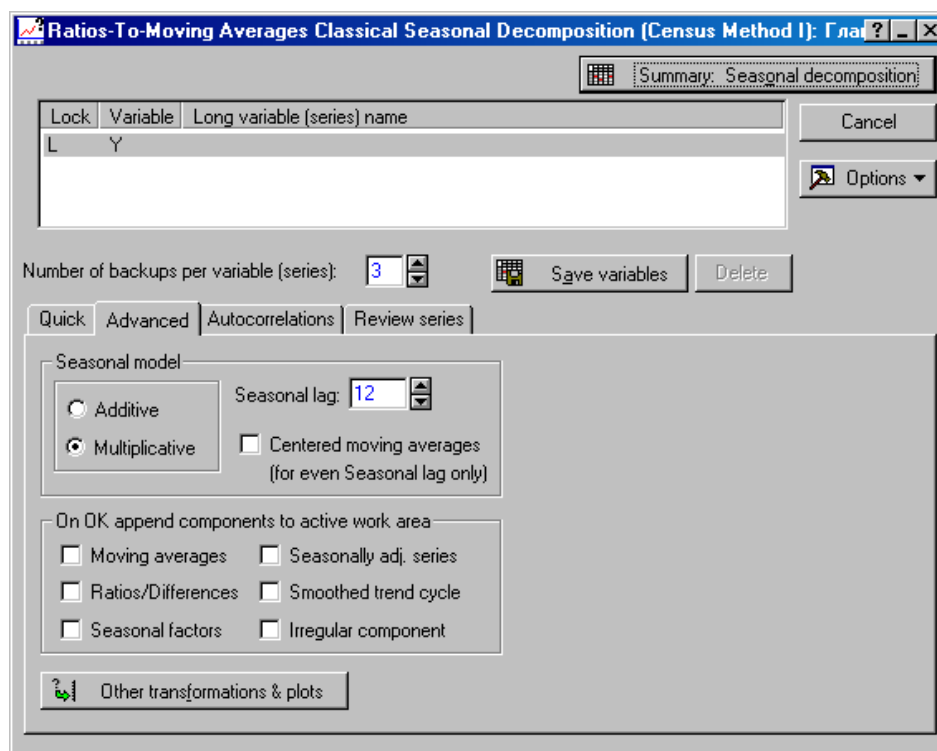 Ratios-To-Moving Averages Classical Seasonal Decomposition (Census Method I): Гла
Summary: Seasonal decomposition
Lock Variable Long variable (series) name
L Y
Cancel
Options
Number of backups per variable (series): 3 Save variables Delete
Quick Advanced Autocorrelations Review series
Seasonal model
Additive
Multiplicative
Seasonal lag: 12
Centered moving averages
(for even Seasonal lag only)
On OK append components to active work area
Moving averages Seasonally adj. series
Ratios/Differences Smoothed trend cycle
Seasonal factors Irregular component
Other transformations & plots